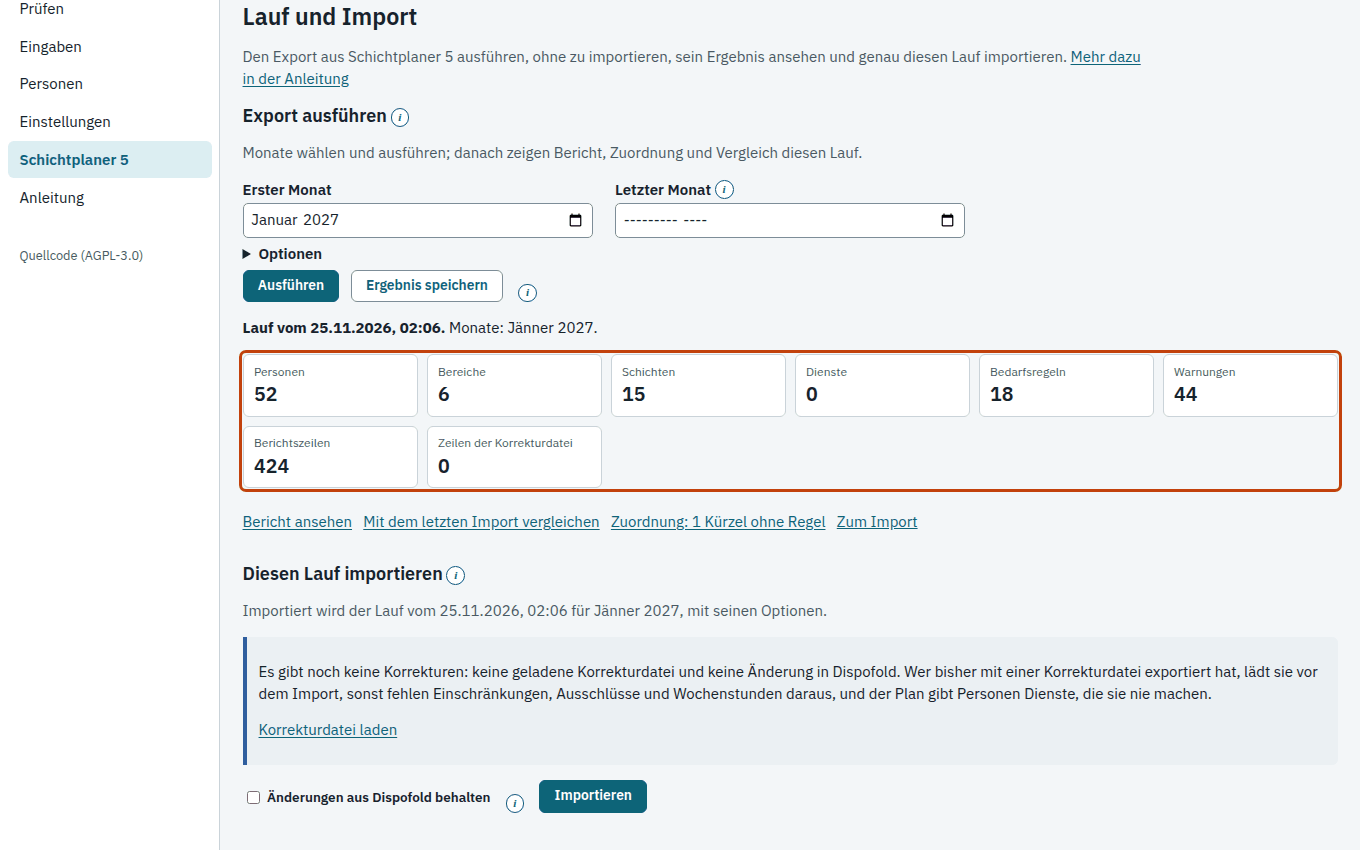 Prüfen
Eingaben
Personen
Einstellungen
Schichtplaner 5
Anleitung
Quellcode (AGPL-3.0)
Lauf und Import
Den Export aus Schichtplaner 5 ausführen, ohne zu importieren, sein Ergebnis ansehen und genau diesen Lauf importieren. Mehr dazu
in der Anleitung
Export ausführen i
Monate wählen und ausführen; danach zeigen Bericht, Zuordnung und Vergleich diesen Lauf.
Erster Monat
Letzter Monat i
Januar 2027
--------- ----
Optionen
Ausführen Ergebnis speichern i
Lauf vom 25.11.2026, 02:06. Monate: Jänner 2027.
Personen
52
Bereiche
6
Schichten
15
Dienste
0
Bedarfsregeln
18
Warnungen
44
Berichtszeilen
424
Zeilen der Korrekturdatei
0
Bericht ansehen Mit dem letzten Import vergleichen Zuordnung: 1 Kürzel ohne Regel Zum Import
Diesen Lauf importieren i
Importiert wird der Lauf vom 25.11.2026, 02:06 für Jänner 2027, mit seinen Optionen.
Es gibt noch keine Korrekturen: keine geladene Korrekturdatei und keine Änderung in Dispofold. Wer bisher mit einer Korrekturdatei exportiert hat, lädt sie vor
dem Import, sonst fehlen Einschränkungen, Ausschlüsse und Wochenstunden daraus, und der Plan gibt Personen Dienste, die sie nie machen.
Korrekturdatei laden
Änderungen aus Dispofold behalten i Importieren